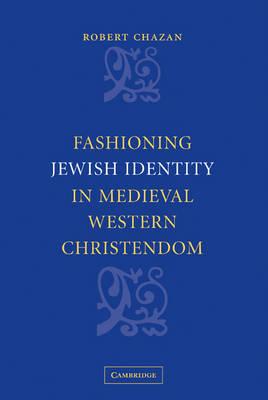 ROBERT CHAZAN
FASHIONING
JEWISH IDENTITY
IN MEDIEVAL
WESTERN
CHRISTENDOM
CAMBRIDGE